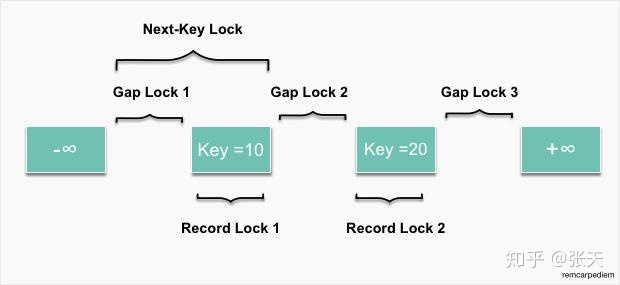 Next-Key Lock
Gap Lock 1
Gap Lock 2
Gap Lock 3
-∞
Key =10
Key =20
+∞
Record Lock 1
Record Lock 2
知乎 @张天
remcarpediem